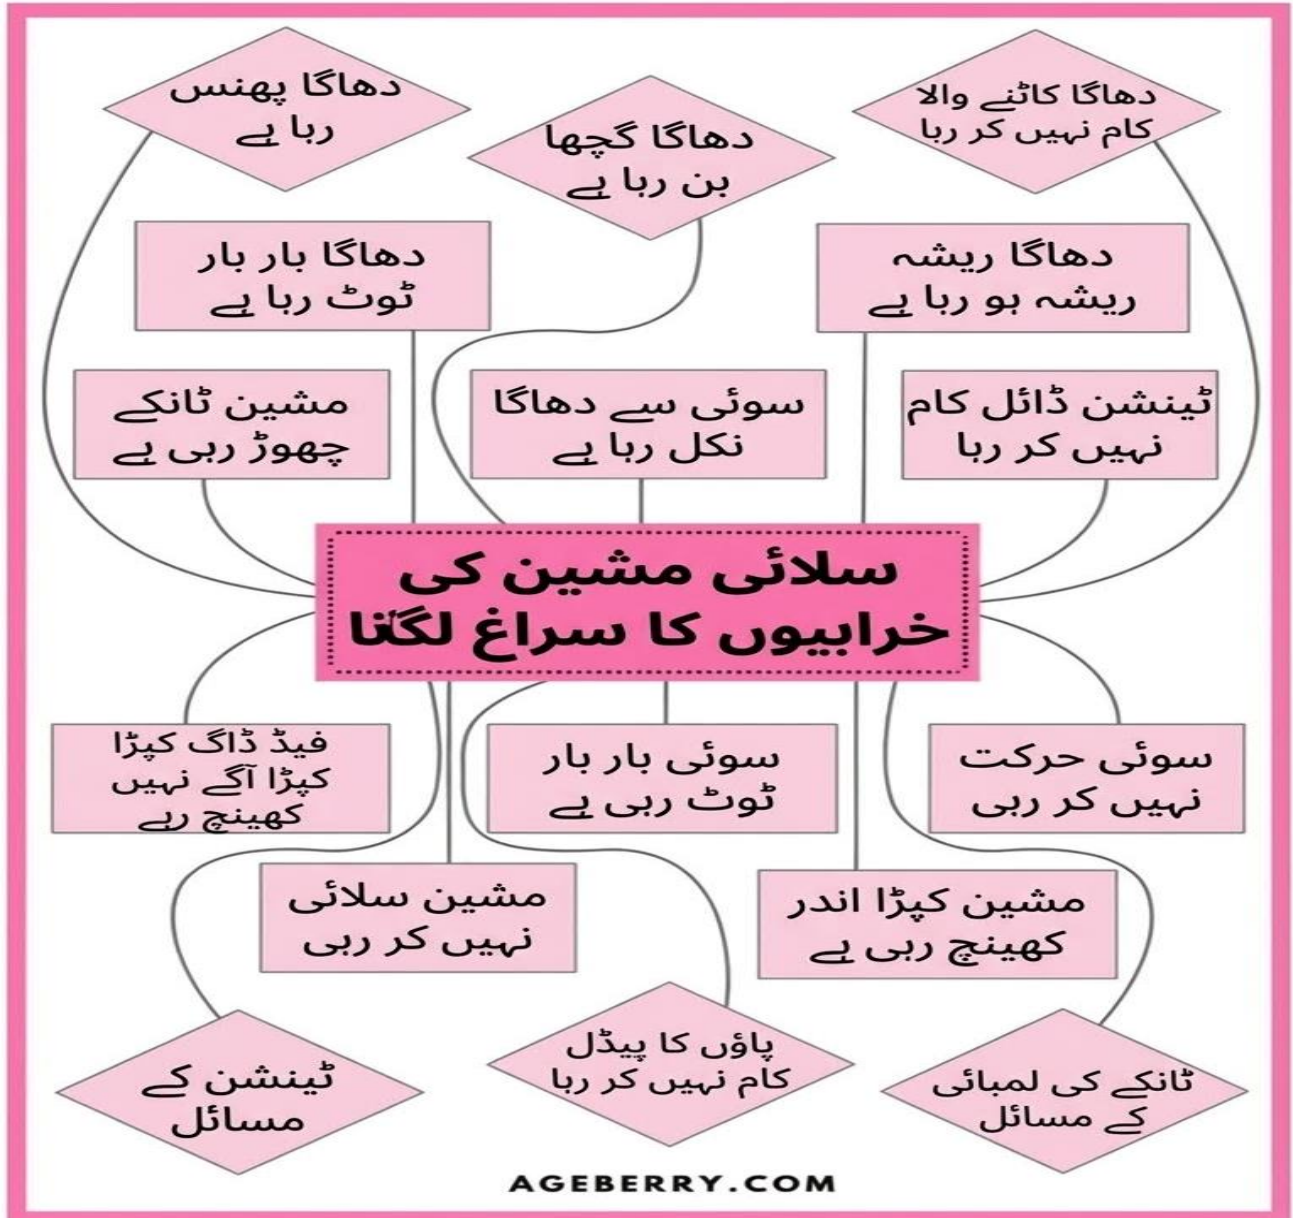 دھاگا پھنس
رہا ہے
دھاگا گچھا
بن رہا ہے
دھاگا کاٹنے والا
کام نہیں کر رہا
دھاگا بار بار
ٹوٹ رہا ہے
دھاگا ریشہ
ریشہ ہو رہا ہے
مشین ٹانکے
چھوڑ رہی ہے
سوئی سے دھاگا
نکل رہا ہے
ٹینشن ڈائل کام
نہیں کر رہا
سلائی مشین کی
خرابیوں کا سراغ
فیڈ ڈاگ کپڑا
کپڑا آگے نہیں
کھینچ رہے
سوئی بار بار
ٹوٹ رہی ہے
سوئی حرکت
نہیں کر رہی
مشین سلائی
نہیں کر رہی
مشین کپڑا اندر
کھینچ رہی ہے
ٹینشن کے
مسائل
پاؤں کا پیڈل
کام نہیں کر رہا
ٹانکے کی لمبائی
کے مسائل
AGEBERRY.COM